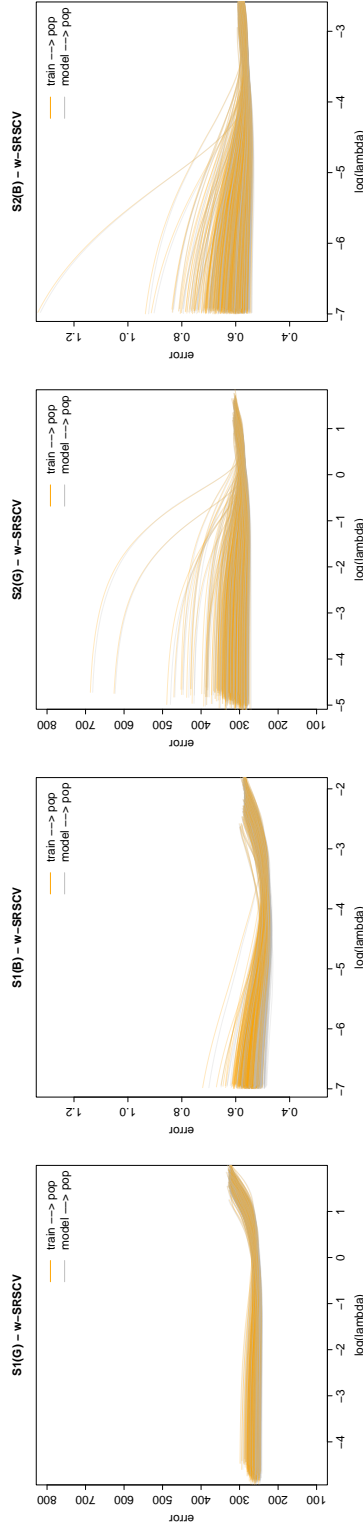 S1(G) − w−SRSCV
train −−> pop
model −−> pop
error
100 200 300 400 500 600 700 800
−4 −3 −2 −1 0 1
log(lambda)
S1(B) − w−SRSCV
train −−> pop
model −−> pop
error
0.4 0.6 0.8 1.0 1.2
−7 −6 −5 −4 −3 −2
log(lambda)
S2(G) − w−SRSCV
train −−> pop
model −−> pop
error
100 200 300 400 500 600 700 800
−5 −4 −3 −2 −1 0 1
log(lambda)
S2(B) − w−SRSCV
train −−> pop
model −−> pop
error
0.4 0.6 0.8 1.0 1.2
−7 −6 −5 −4 −3
log(lambda)